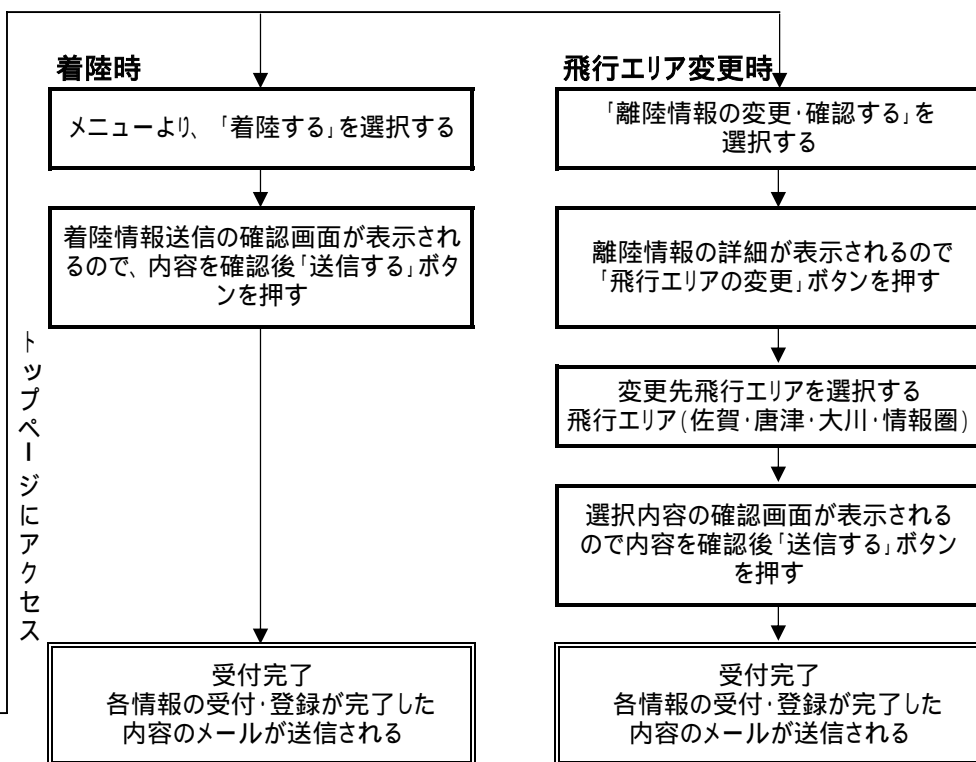 着陸時
メニューより、「着陸する」を選択する
着陸情報送信の確認画面が表示され
るので、内容を確認後「送信する」ボタ
ンを押す
受付完了
各情報の受付・登録が完了した
内容のメールが送信される
飛行エリア変更時
「離陸情報の変更・確認する」を
選択する
離陸情報の詳細が表示されるので
「飛行エリアの変更」ボタンを押す
変更先飛行エリアを選択する
飛行エリア(佐賀・唐津・大川・情報圏)
選択内容の確認画面が表示される
ので内容を確認後「送信する」ボタン
を押す
受付完了
各情報の受付・登録が完了した
内容のメールが送信される
トップページにアクセス